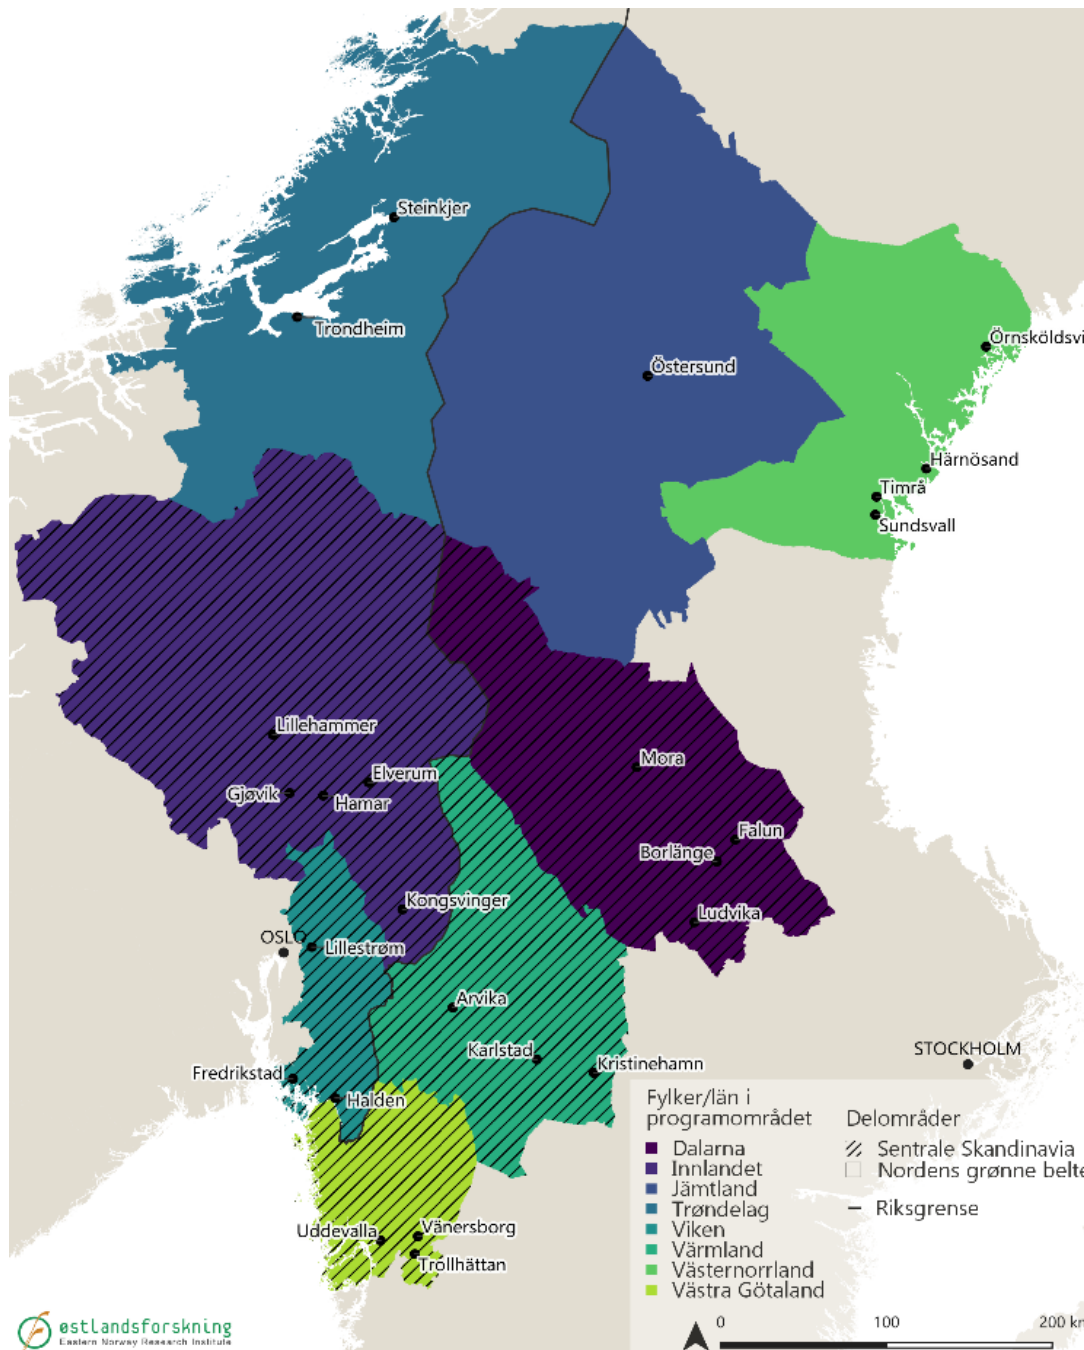 Steinkjer
Trondheim
Östersund
Örnsköldsvi
Härnösand
Timrå
Sundsvall
Lillehammer
Elverum
Gjøvik
Hamar
Mora
Falun
Borlänge
Kongsvinger
Ludvika
OSLO
Lillestrøm
Arvika
Karlstad
Kristinehamn
STOCKHOLM
Fredrikstad
Halden
Uddevalla
Vänersborg
Trollhättan
Fylker/län i
programområdet
Dalarna
Innlandet
Jämtland
Trøndelag
Viken
Värmland
Västernorrland
Västra Götaland
Delområder
Sentrale Skandinavia
Nordens grønne belte
Riksgrense
0 100 200 km
østlandsforskning
Eastern Norway Research Institute